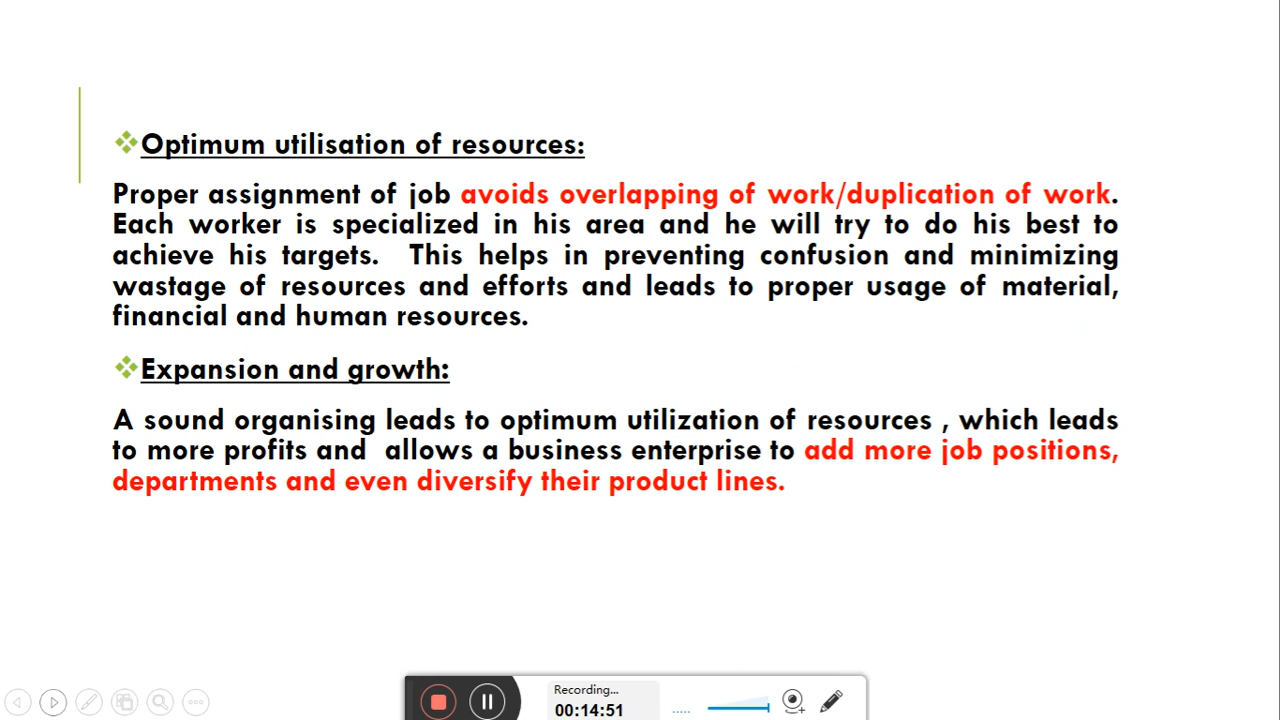 Optimum utilisation of resources:
Proper assignment of job avoids overlapping of work/duplication of work.
Each worker is specialized in his area and he will try to do his best to
achieve his targets.  This helps in preventing confusion and minimizing
wastage of resources and efforts and leads to proper usage of material,
financial and human resources.
Expansion and growth:
A sound organising leads to optimum utilization of resources , which leads
to more profits and  allows a business enterprise to add more job positions,
departments and even diversify their product lines.
Recording...
00:14:51